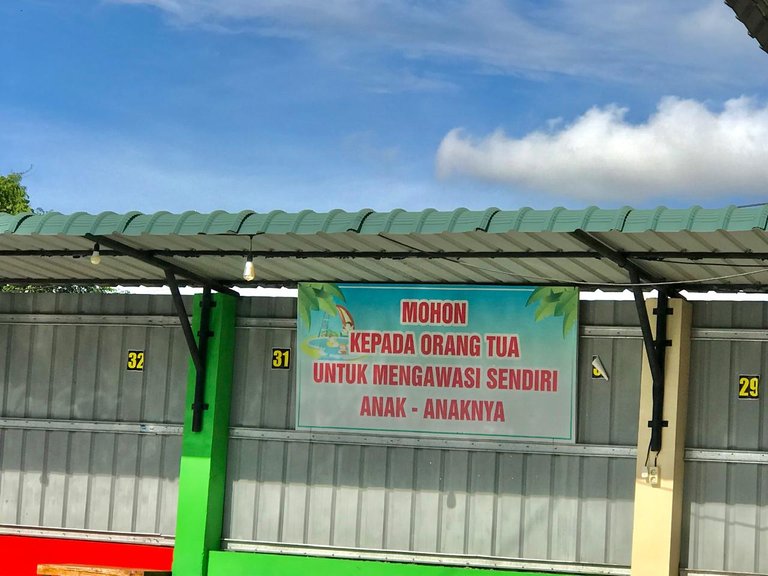 MOHON
KEPADA ORANG TUA
UNTUK MENGAWASI SENDIRI
ANAK - ANAKNYA
32
31
29